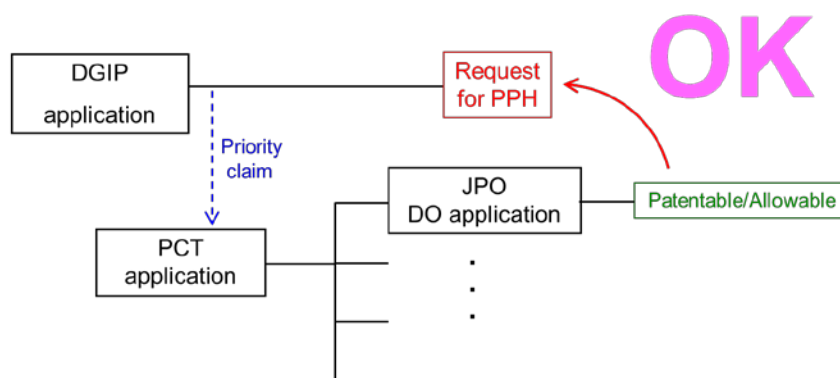 OK
DGIP
application
Request
for PPH
Priority
claim
JPO
DO application
Patentable/Allowable
PCT
application